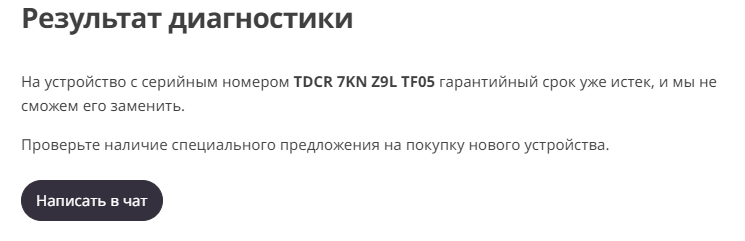 Результат диагностики
На устройство с серийным номером TDCR 7KN Z9L TF05 гарантийный срок уже истек, и мы не
сможем его заменить.
Проверьте наличие специального предложения на покупку нового устройства.
Написать в чат